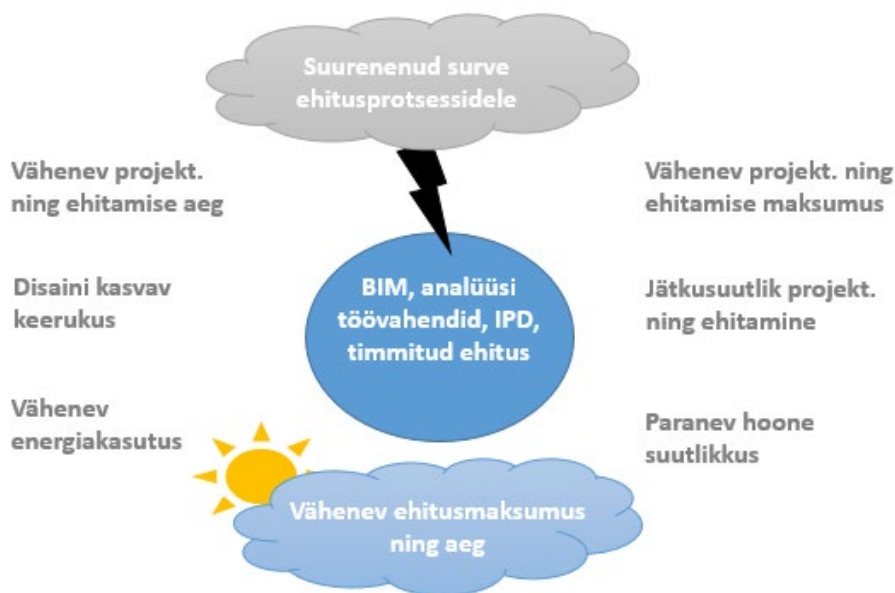 Suurenenud surve
ehitusprotsessidele
Vähenev projekt.
ning ehitamise aeg
Vähenev projekt. ning
ehitamise maksumus
Disaini kasvav
keerukus
BIM, analüüsi
töövahendid, IPD,
timmitud ehitus
Jätkusuutlik projekt.
ning ehitamine
Vähenev
energiakasutus
Paranev hoone
suutlikkus
Vähenev ehitusmaksumus
ning aeg